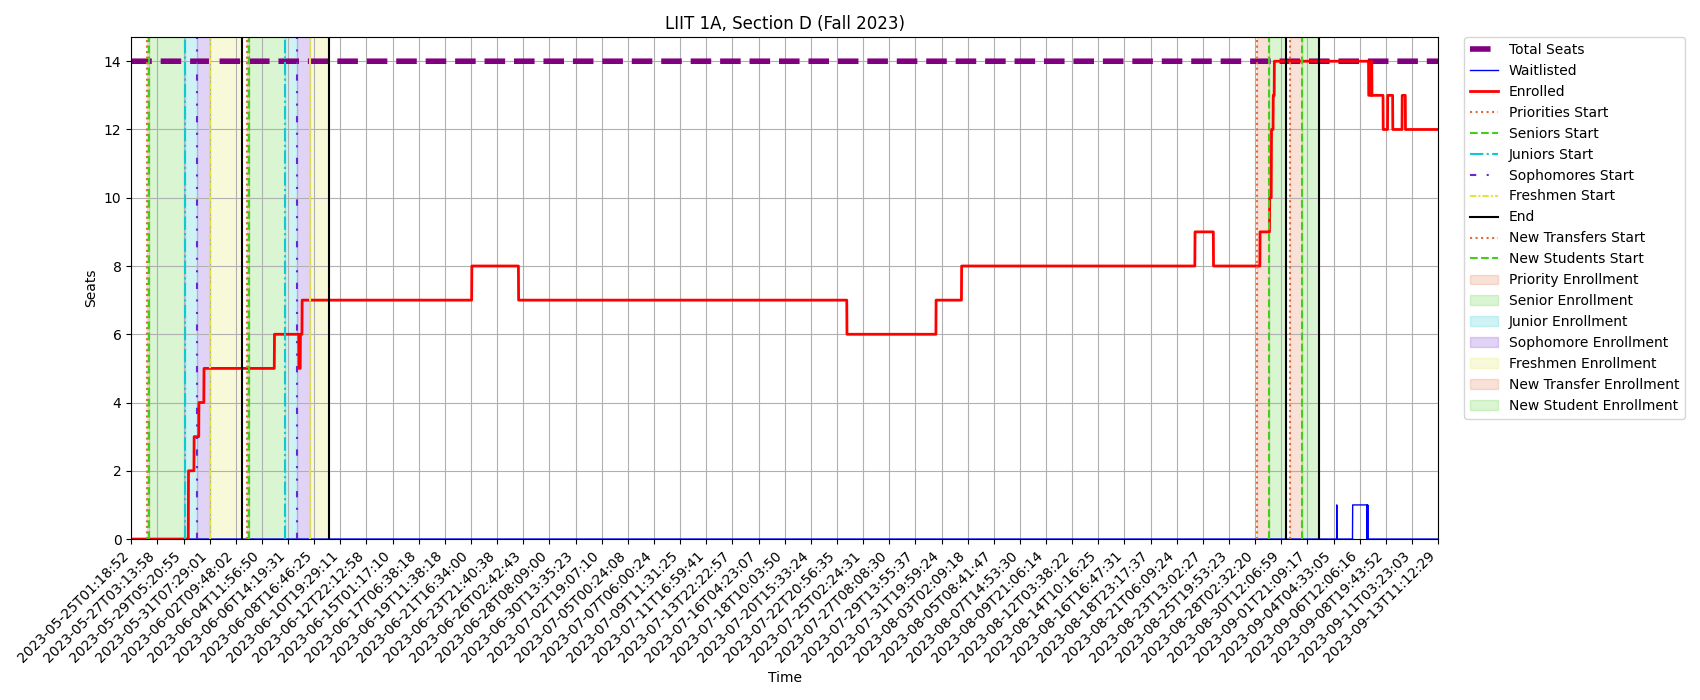 LIIT 1A, Section D (Fall 2023)
Seats
14
12
10
8
6
4
2
0
2023-05-25T01:18:52
2023-05-27T03:13:58
2023-05-29T05:20:55
2023-05-31T07:29:01
2023-06-02T09:48:02
2023-06-04T11:56:50
2023-06-06T14:19:31
2023-06-08T16:46:25
2023-06-10T19:29:11
2023-06-12T22:12:58
2023-06-15T01:17:10
2023-06-17T06:38:18
2023-06-19T11:38:18
2023-06-21T16:34:00
2023-06-23T21:40:38
2023-06-26T02:42:43
2023-06-28T08:09:00
2023-06-30T13:35:23
2023-07-02T19:07:10
2023-07-05T00:24:08
2023-07-07T06:00:24
2023-07-09T11:31:25
2023-07-11T16:59:41
2023-07-13T22:22:57
2023-07-16T04:23:07
2023-07-18T10:03:50
2023-07-20T15:33:24
2023-07-22T20:56:35
2023-07-25T02:24:31
2023-07-27T08:08:30
2023-07-29T13:55:37
2023-07-31T19:59:24
2023-08-03T02:09:18
2023-08-05T08:41:47
2023-08-07T14:53:30
2023-08-09T21:06:14
2023-08-12T03:38:22
2023-08-14T10:16:25
2023-08-16T16:47:31
2023-08-18T23:17:37
2023-08-21T06:09:24
2023-08-23T13:02:27
2023-08-25T19:53:23
2023-08-28T02:32:20
2023-08-30T12:06:59
2023-09-01T21:09:17
2023-09-04T04:33:05
2023-09-06T12:06:16
2023-09-08T19:43:52
2023-09-11T03:23:03
2023-09-13T11:12:29
Time
Total Seats
Waitlisted
Enrolled
Priorities Start
Seniors Start
Juniors Start
Sophomores Start
Freshmen Start
End
New Transfers Start
New Students Start
Priority Enrollment
Senior Enrollment
Junior Enrollment
Sophomore Enrollment
Freshmen Enrollment
New Transfer Enrollment
New Student Enrollment